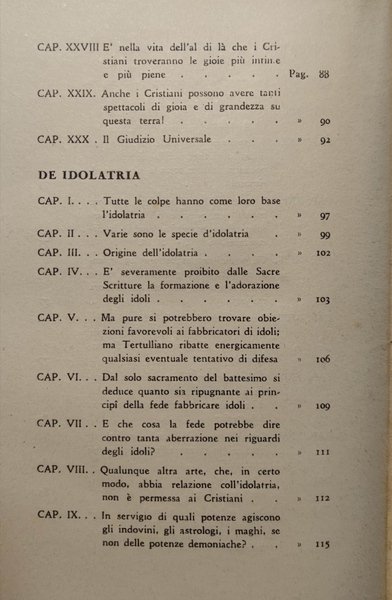 CAP. XXVIII E' nella vita dell'al di là che i Cri-
stiani troveranno le gioie più intime
e più piene . . . . Pag. 88
CAP. XXIX. Anche i Cristiani possono avere tanti
spettacoli di gioia e di grandezza su
questa terra! . . . . . » 90
CAP. XXX . Il Giudizio Universale . . . » 92
DE IDOLATRIA
CAP. I. . . . Tutte le colpe hanno come loro base
l'idolatria . . . . . . » 97
CAP. II . . . Varie sono le specie d'idolatria . . » 99
CAP. III. . . Origine dell'idolatria . . . . » 102
CAP. IV. . . E' severamente proibito dalle Sacre
Scritture la formazione e l'adorazione
degli idoli . . . . . . » 103
CAP. V. . . Ma pure si potrebbero trovare obie-
zioni favorevoli ai fabbricatori di idoli;
ma Tertulliano ribatte energicamente
qualsiasi eventuale tentativo di difesa » 106
CAP. VI. . . Dal solo sacramento del battesimo si
deduce quanto sia ripugnante ai prin-
cipî della fede fabbricare idoli . . » 109
CAP. VII . . E che cosa la fede potrebbe dire
contro tanta aberrazione nei riguardi
degli idoli? . . . . . » 111
CAP. VIII. . Qualunque altra arte, che, in certo
modo, abbia relazione coll'idolatria,
non è permessa ai Cristiani . . » 112
CAP. IX. . . In servigio di quali potenze agiscono
gli indovini, gli astrologi, i maghi, se
non delle potenze demoniache? . . » 115